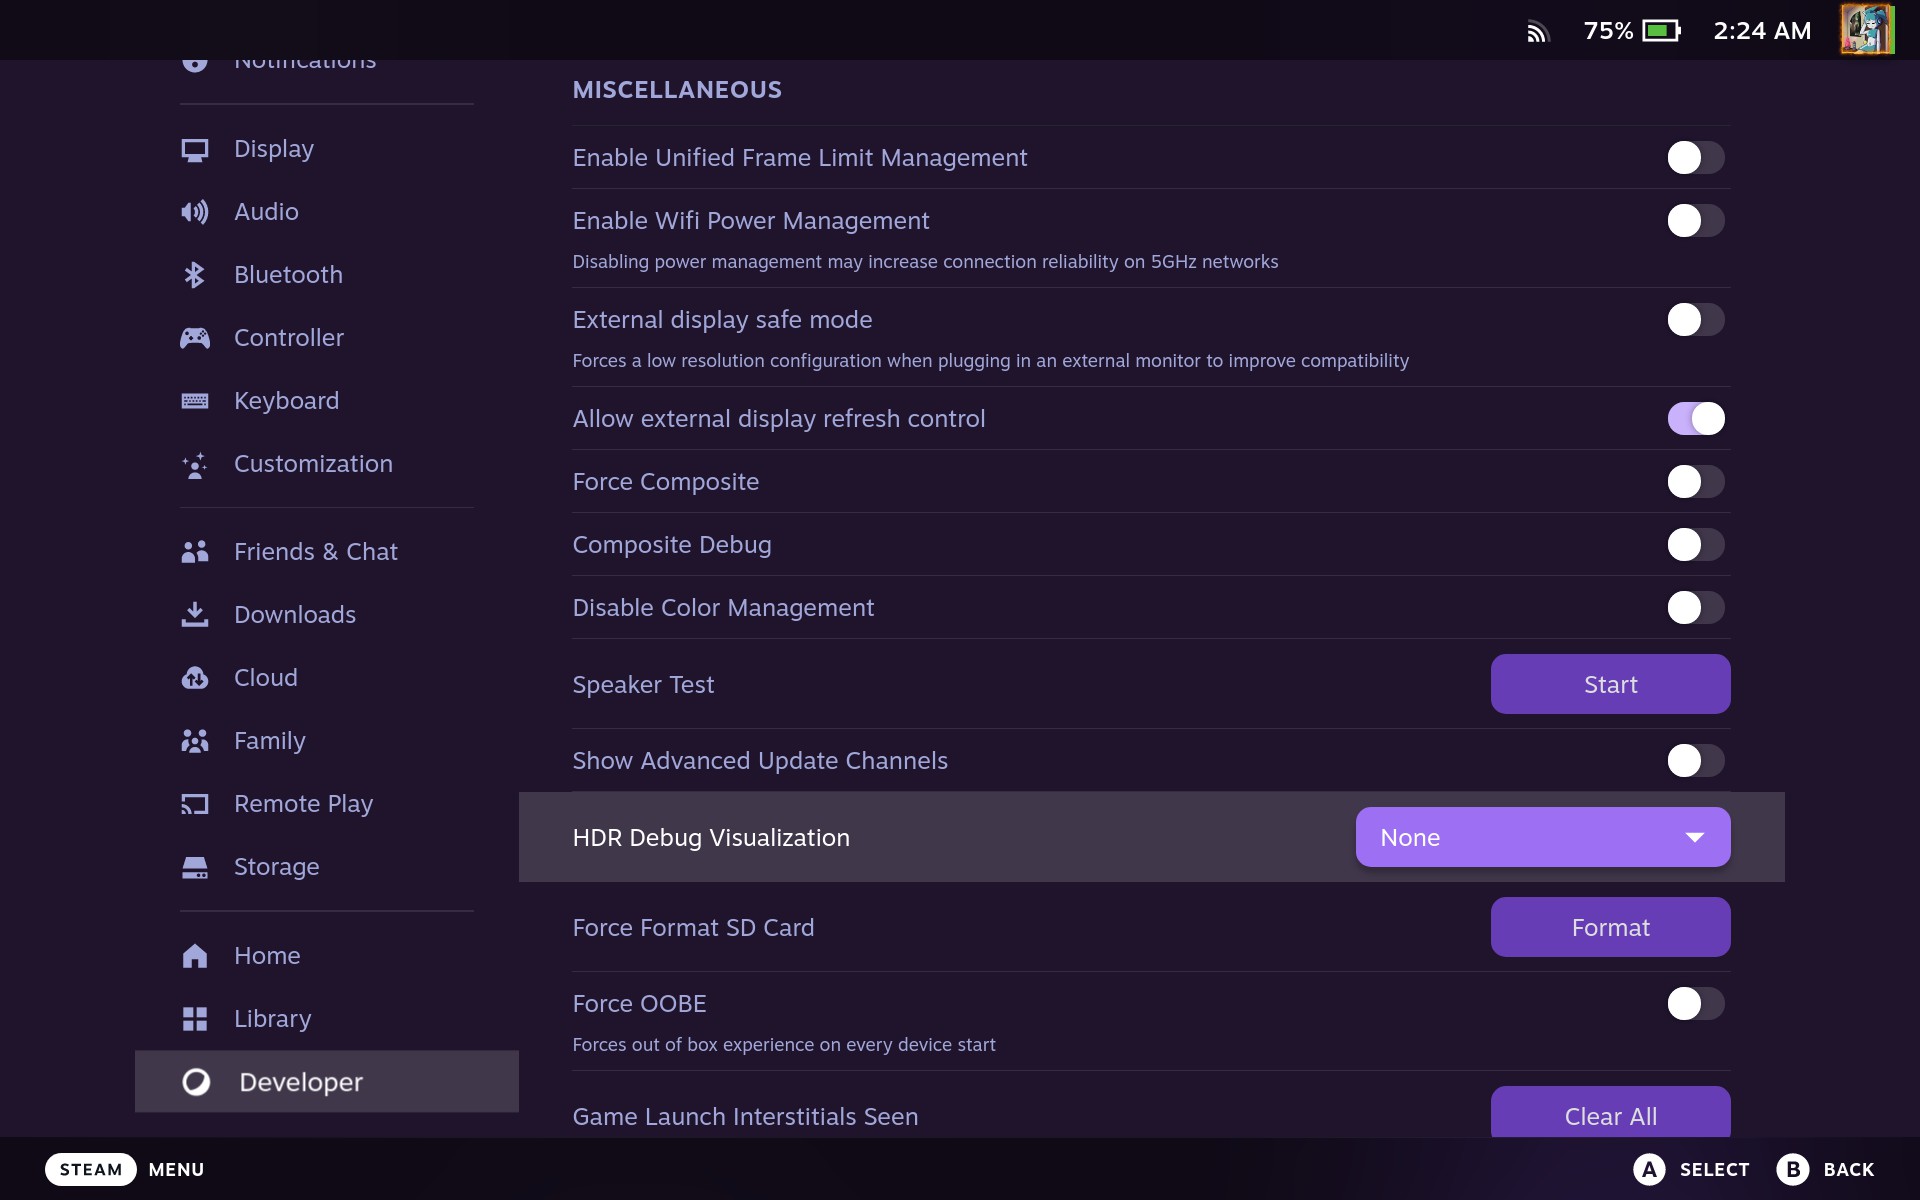 75%
2:24 AM
Notifications
Display
Audio
Bluetooth
Controller
Keyboard
Customization
Friends & Chat
Downloads
Cloud
Family
Remote Play
Storage
Home
Library
Developer
MISCELLANEOUS
Enable Unified Frame Limit Management
Enable Wifi Power Management
Disabling power management may increase connection reliability on 5GHz networks
External display safe mode
Forces a low resolution configuration when plugging in an external monitor to improve compatibility
Allow external display refresh control
Force Composite
Composite Debug
Disable Color Management
Speaker Test
Start
Show Advanced Update Channels
HDR Debug Visualization
None
Force Format SD Card
Format
Force OOBE
Forces out of box experience on every device start
Game Launch Interstitials Seen
Clear All
STEAM MENU
A SELECT
B BACK